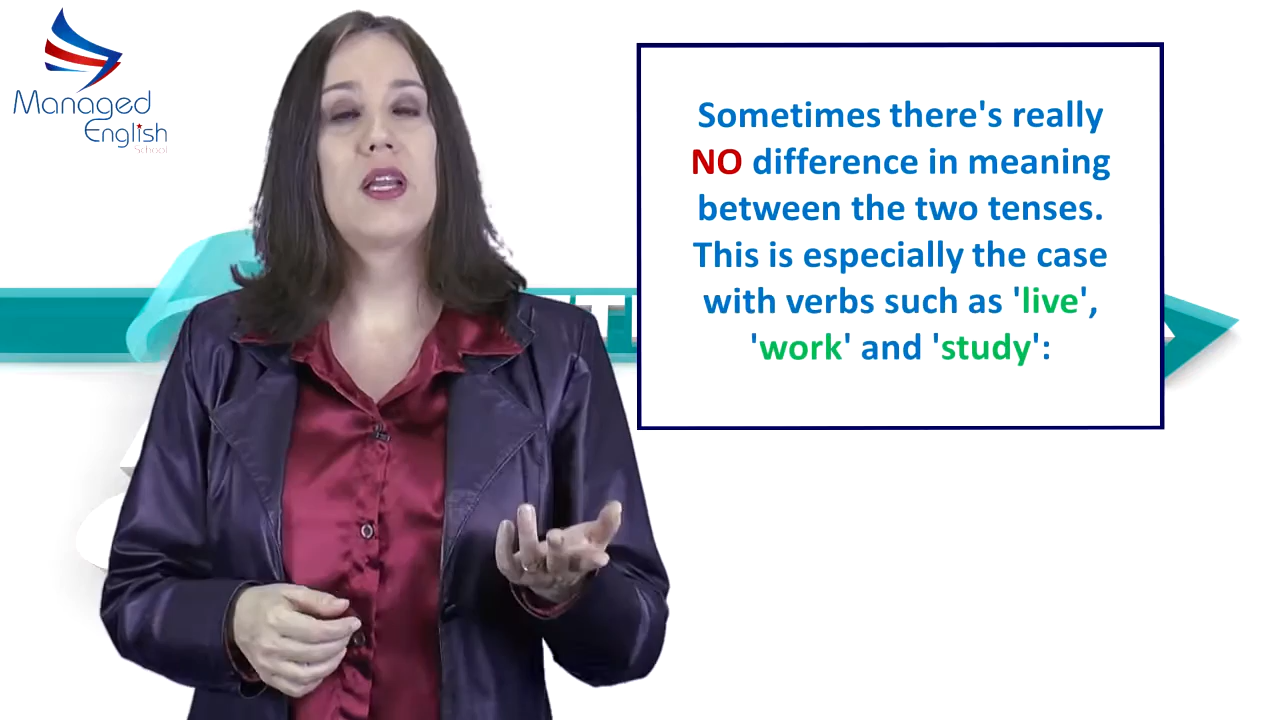 Managed
English
School
Sometimes there's really
NO difference in meaning
between the two tenses.
This is especially the case
with verbs such as 'live',
'work' and 'study':